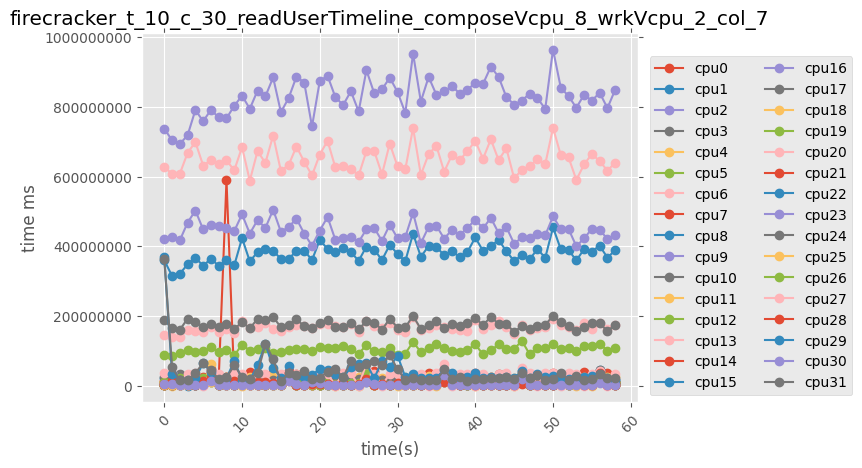 firecracker_t_10_c_30_readUserTimeline_composeVcpu_8_wrkVcpu_2_col_7
1000000000
800000000
600000000
400000000
200000000
0
time ms
0
10
20
30
40
50
60
time(s)
cpu0
cpu1
cpu2
cpu3
cpu4
cpu5
cpu6
cpu7
cpu8
cpu9
cpu10
cpu11
cpu12
cpu13
cpu14
cpu15
cpu16
cpu17
cpu18
cpu19
cpu20
cpu21
cpu22
cpu23
cpu24
cpu25
cpu26
cpu27
cpu28
cpu29
cpu30
cpu31